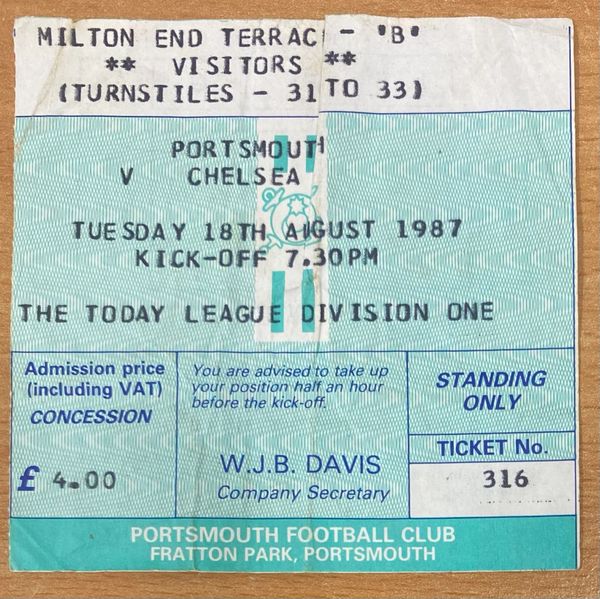 MILTON END TERRAC - "B"
** VISITORS **
(TURNSTILES - 31 TO 33)
PORTSMOUTH
V CHELSEA
TUESDAY 18TH AUGUST 1987
KICK-OFF 7.30PM
THE TODAY LEAGUE DIVISION ONE
Admission price
(including VAT)
CONCESSION
£ 4.00
You are advised to take up
your position half an hour
before the kick-off.
W.J.B. DAVIS
Company Secretary
STANDING
ONLY
TICKET No.
316
PORTSMOUTH FOOTBALL CLUB
FRATTON PARK, PORTSMOUTH